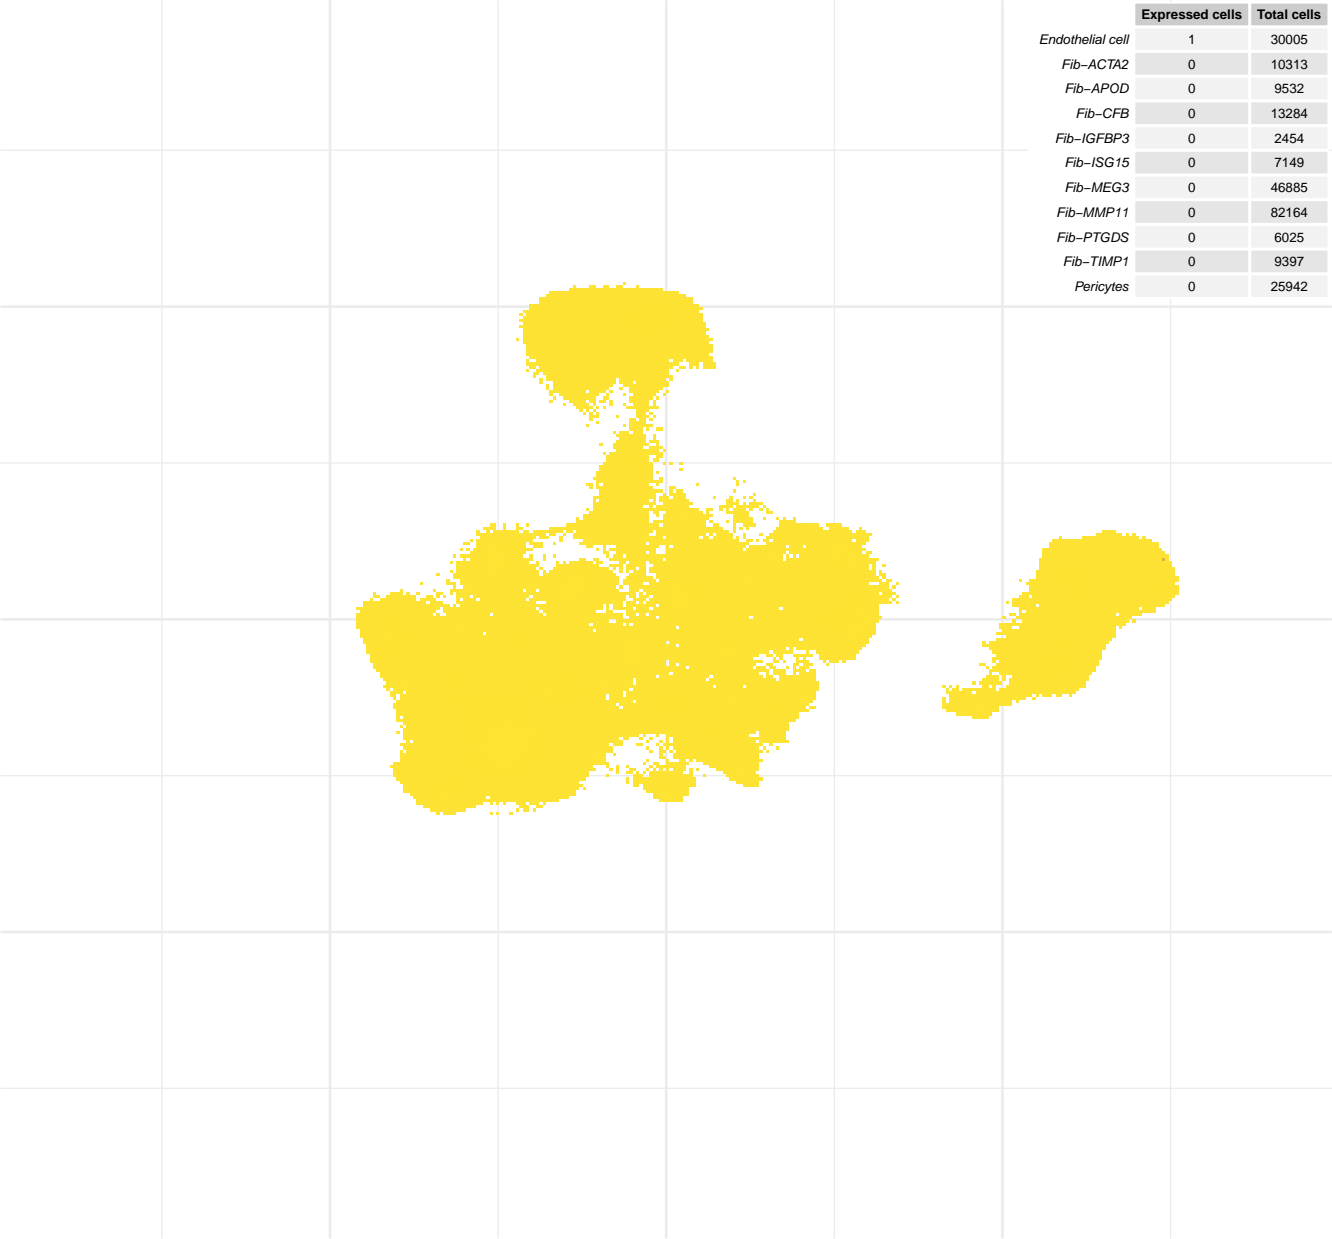 Expressed cells Total cells
Endothelial cell 1 30005
Fib−ACTA2 0 10313
Fib−APOD 0 9532
Fib−CFB 0 13284
Fib−IGFBP3 0 2454
Fib−ISG15 0 7149
Fib−MEG3 0 46885
Fib−MMP11 0 82164
Fib−PTGDS 0 6025
Fib−TIMP1 0 9397
Pericytes 0 25942